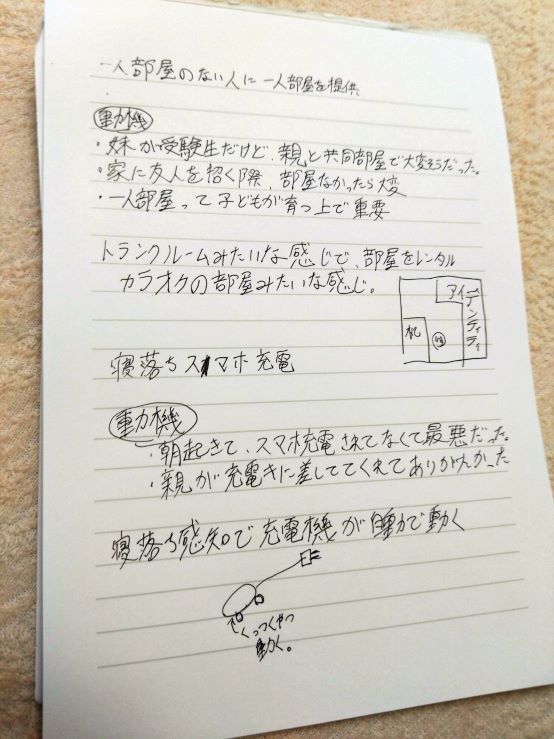 一人部屋のない人に一人部屋を提供
動機
・妹が受験生だけど、親と共同部屋で大変そうだった。
・家に友人を招く際、部屋なかったら大変
・一人部屋って子どもが育つ上で重要
トランクルームみたいな感じで、部屋をレンタル
カラオケの部屋みたいな感じ。
アイデンティティ
机
寝落ちスマホ充電
動機
・朝起きて、スマホ充電されてなくて最悪だった。
・親が充電きに差しててくれてありがたかった
寝落ち感知で充電機が自動で動く
くっつくやつ
動く。